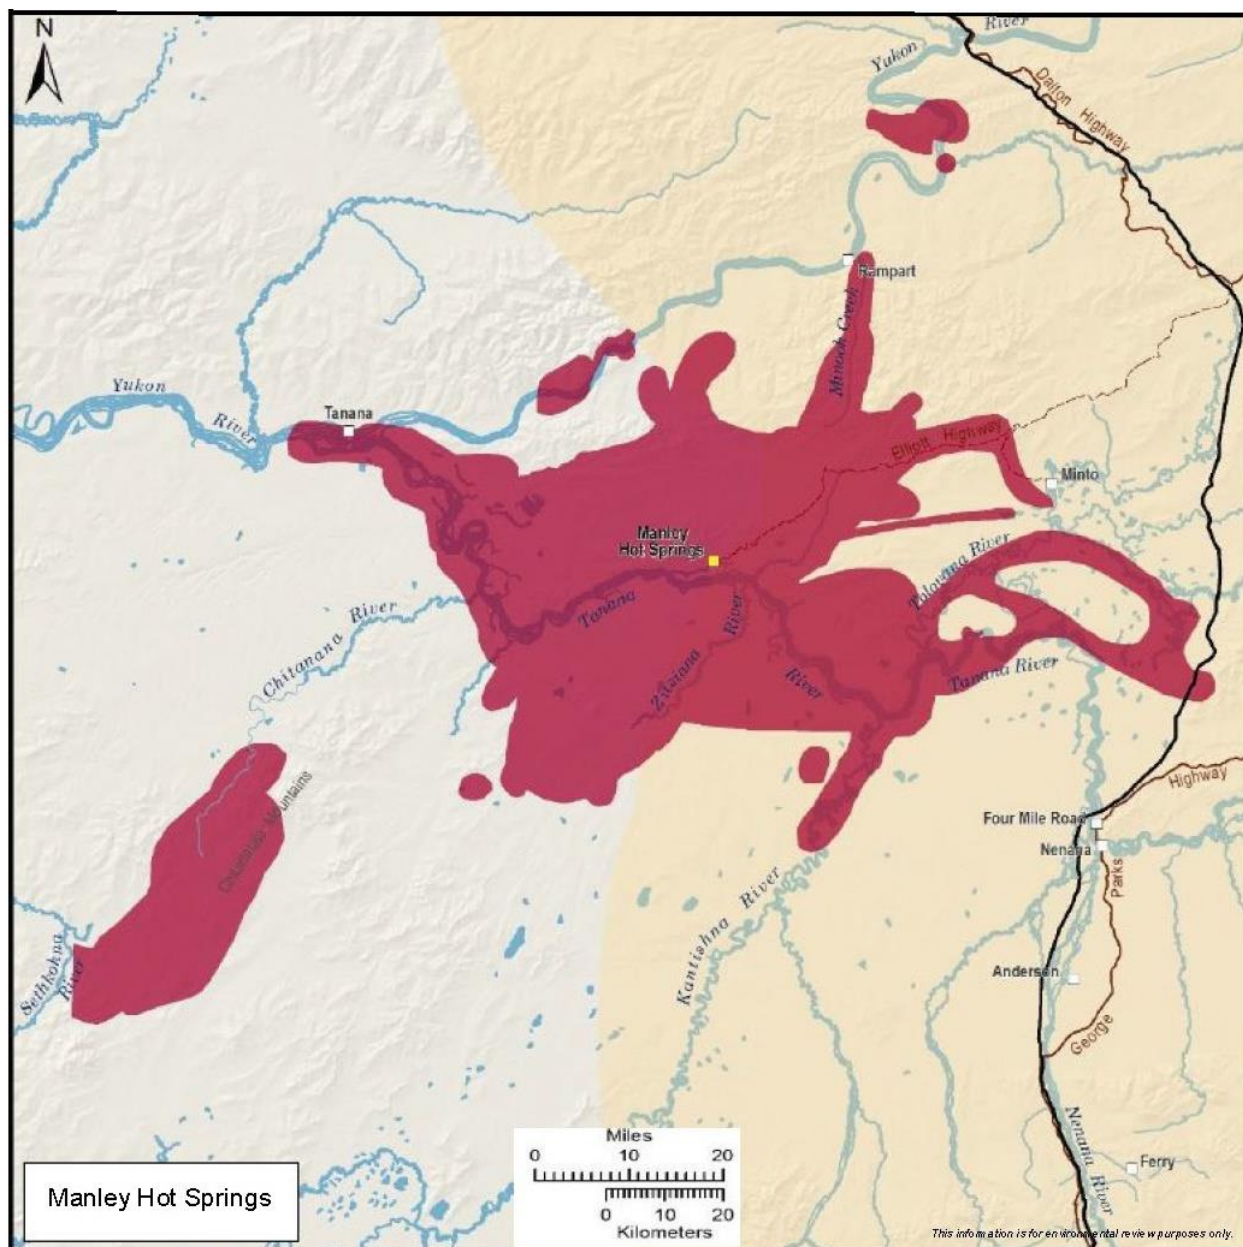 N
River
Yukon
Dalton Highway
Rampart
Minook Creek
Yukon
River
Tanana
Elliott Highway
Minto
Manley
Hot Springs
Tolovana River
Tanana
River
Zitziana
River
Tanana River
Chitanana River
Chitanana Mountains
Highway
Four Mile Road
Nenana
Parks
Kantishna River
Sethkokna
River
Anderson
George
Nenana River
Ferry
Miles
0 10 20
0 10 20
Kilometers
Manley Hot Springs
This information is for environmental review purposes only.